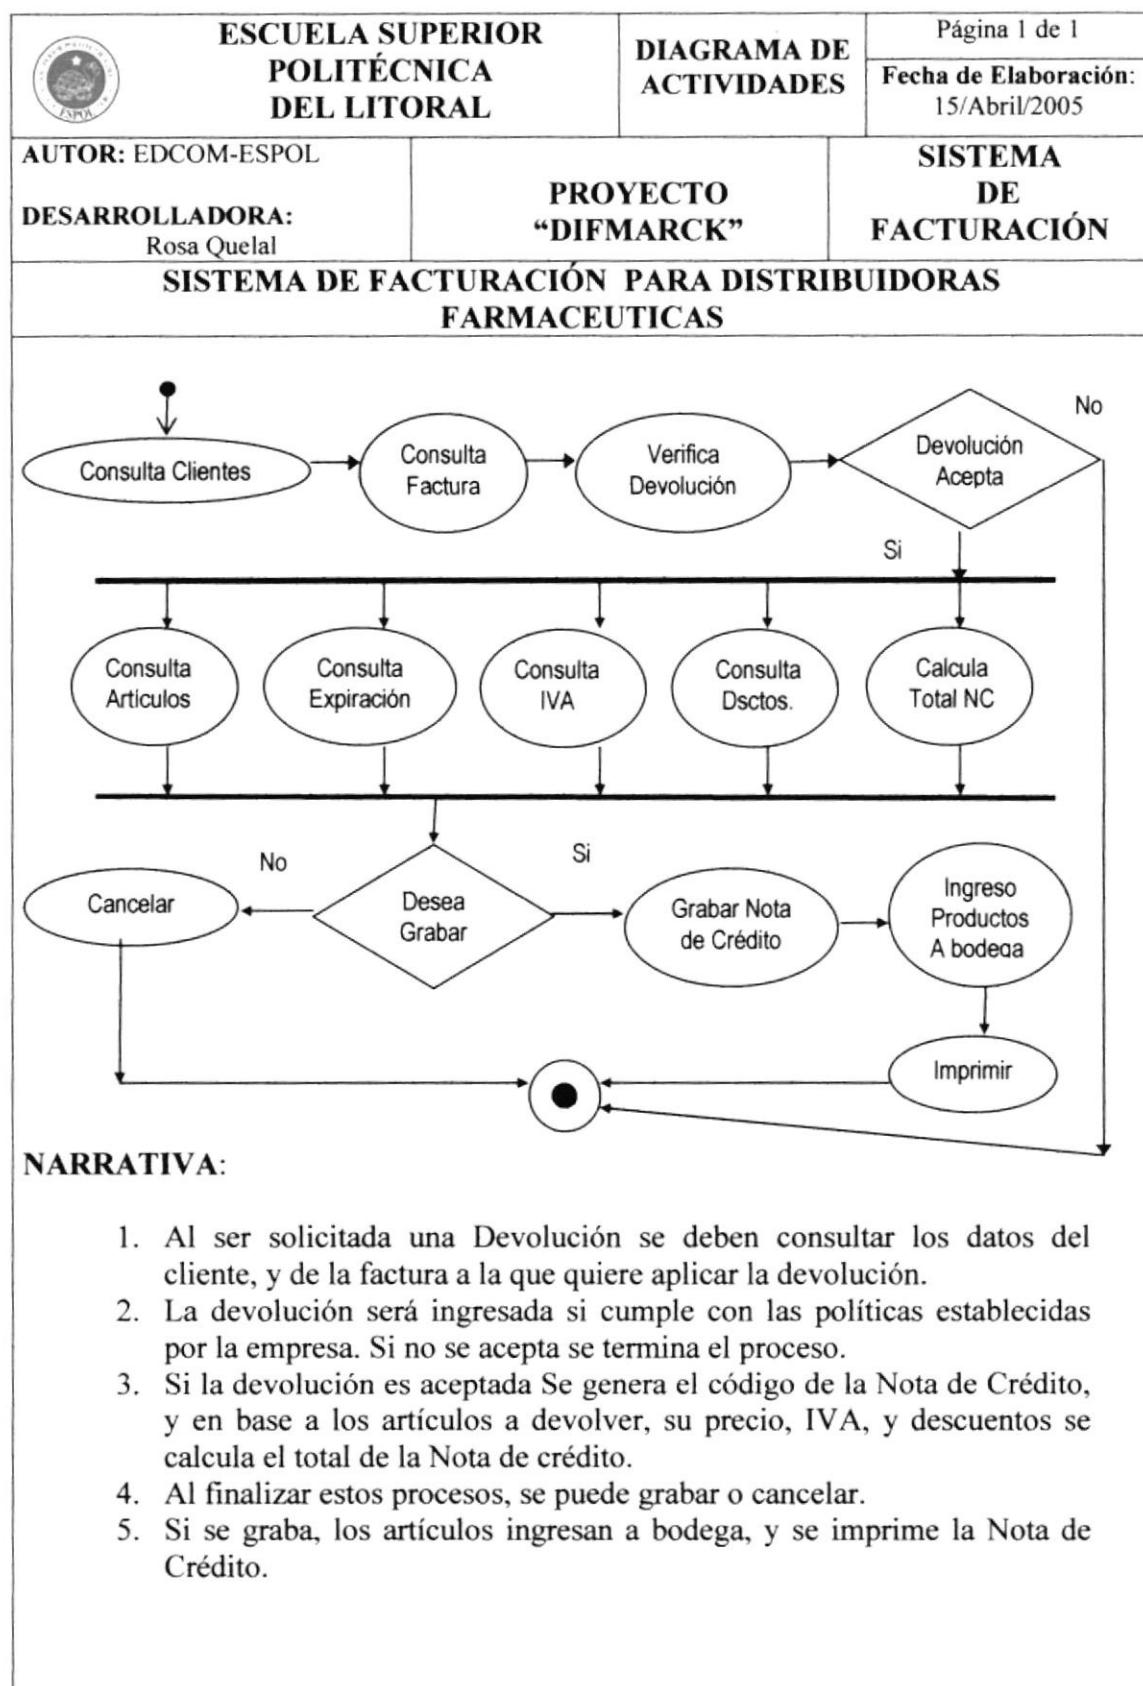 ESCUELA SUPERIOR
POLITÉCNICA
DEL LITORAL
ESPOL
DIAGRAMA DE
ACTIVIDADES
Página 1 de 1
Fecha de Elaboración:
15/Abril/2005
AUTOR: EDCOM-ESPOL
DESARROLLADORA:
Rosa Quelal
PROYECTO
“DIFMARCK”
SISTEMA
DE
FACTURACIÓN
SISTEMA DE FACTURACIÓN PARA DISTRIBUIDORAS
FARMACEUTICAS
Consulta Clientes
Consulta
Factura
Verifica
Devolución
Devolución
Acepta
No
Si
Consulta
Articulos
Consulta
Expiración
Consulta
IVA
Consulta
Dsctos.
Calcula
Total NC
Cancelar
No
Desea
Grabar
Si
Grabar Nota
de Crédito
Ingreso
Productos
A bodega
Imprimir
NARRATIVA:
1. Al ser solicitada una Devolución se deben consultar los datos del
cliente, y de la factura a la que quiere aplicar la devolución.
2. La devolución será ingresada si cumple con las políticas establecidas
por la empresa. Si no se acepta se termina el proceso.
3. Si la devolución es aceptada Se genera el código de la Nota de Crédito,
y en base a los artículos a devolver, su precio, IVA, y descuentos se
calcula el total de la Nota de crédito.
4. Al finalizar estos procesos, se puede grabar o cancelar.
5. Si se graba, los artículos ingresan a bodega, y se imprime la Nota de
Crédito.